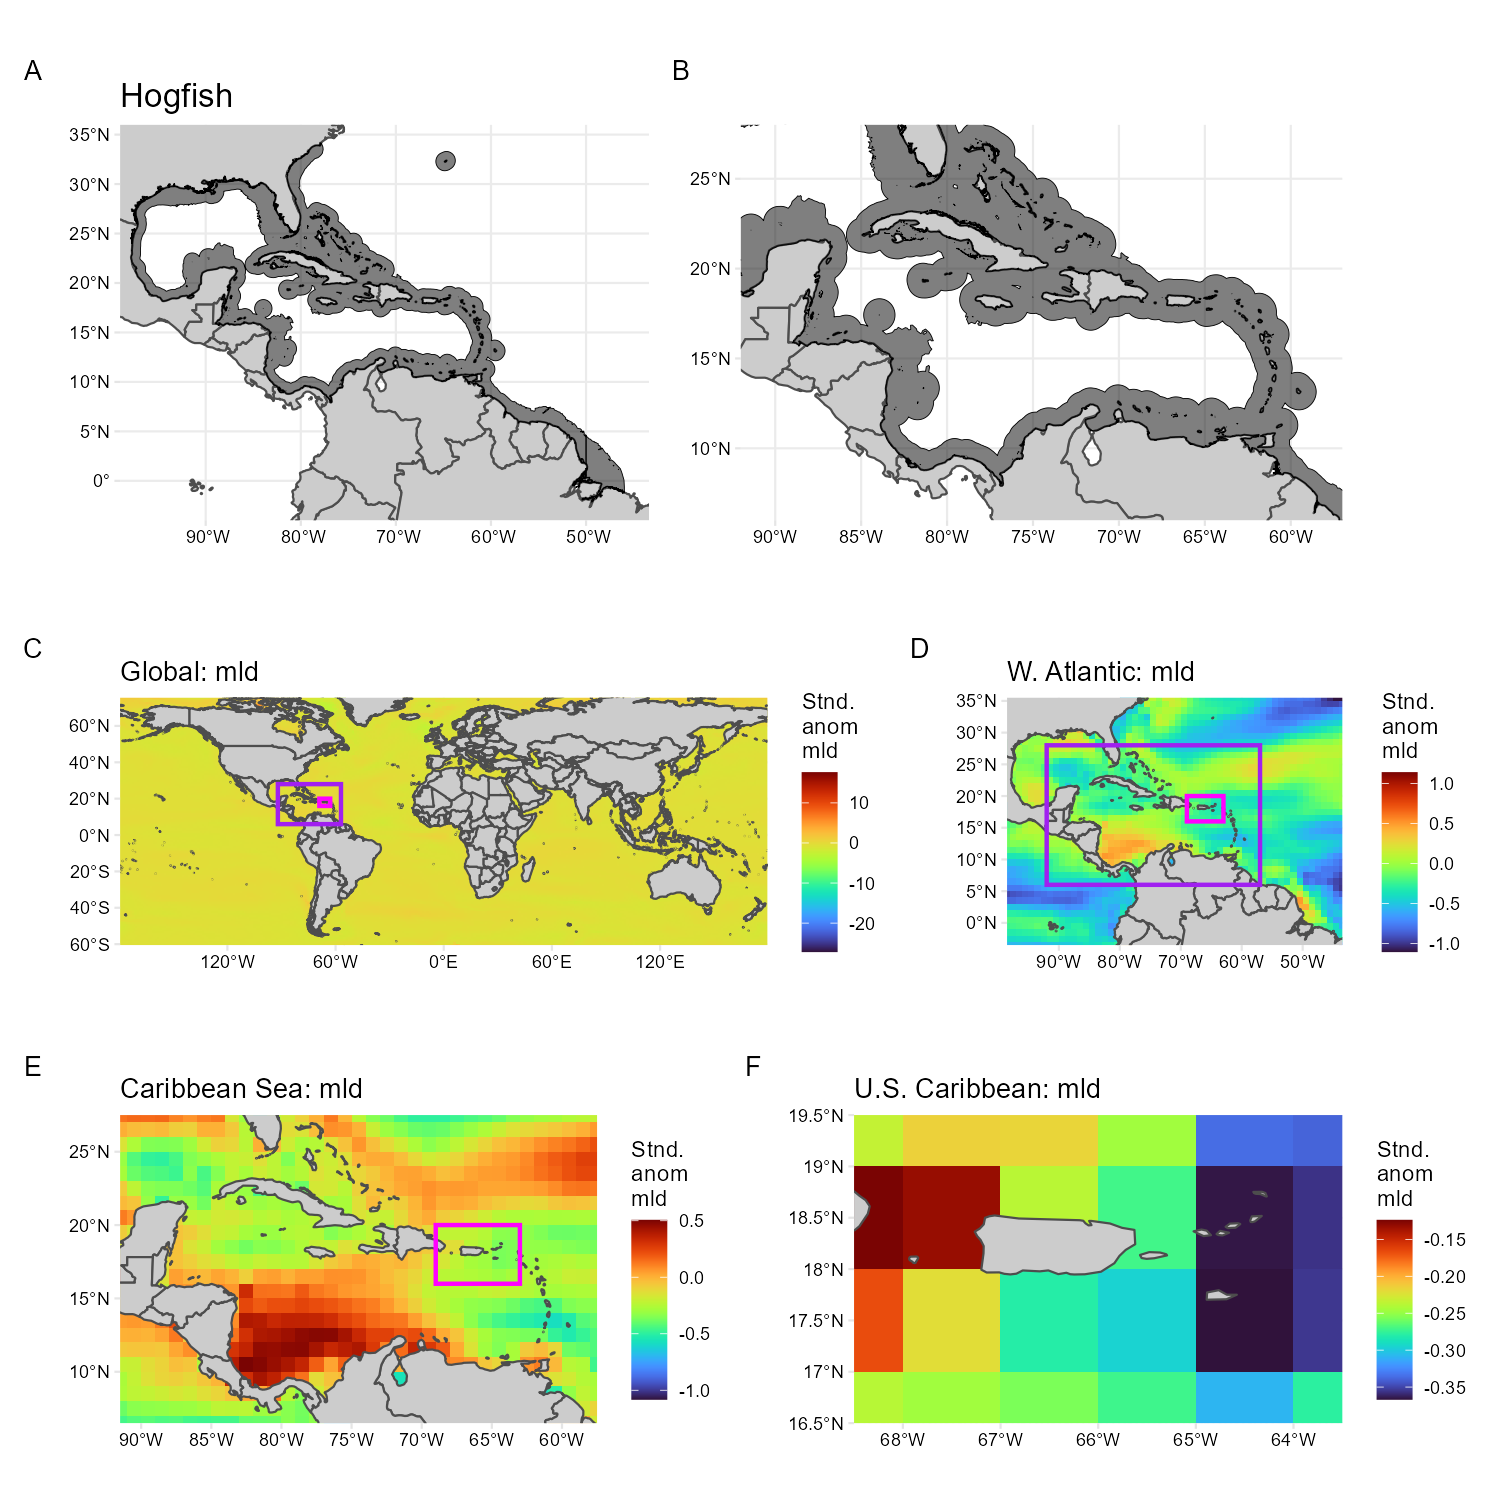 A
B
Hogfish
35°N
30°N
25°N
20°N
15°N
10°N
5°N
0°
90°W
80°W
70°W
60°W
50°W
25°N
20°N
15°N
10°N
90°W
85°W
80°W
75°W
70°W
65°W
60°W
C
Global: mld
60°N
40°N
20°N
0°N
20°S
40°S
60°S
120°W
60°W
0°E
60°E
120°E
Stnd.
anom
mld
10
0
-10
-20
D
W. Atlantic: mld
35°N
30°N
25°N
20°N
15°N
10°N
5°N
0°N
90°W
80°W
70°W
60°W
50°W
Stnd.
anom
mld
1.0
0.5
0.0
-0.5
-1.0
E
Caribbean Sea: mld
25°N
20°N
15°N
10°N
90°W
85°W
80°W
75°W
70°W
65°W
60°W
Stnd.
anom
mld
0.5
0.0
-0.5
-1.0
F
U.S. Caribbean: mld
19.5°N
19°N
18.5°N
18°N
17.5°N
17°N
16.5°N
68°W
67°W
66°W
65°W
64°W
Stnd.
anom
mld
-0.15
-0.20
-0.25
-0.30
-0.35